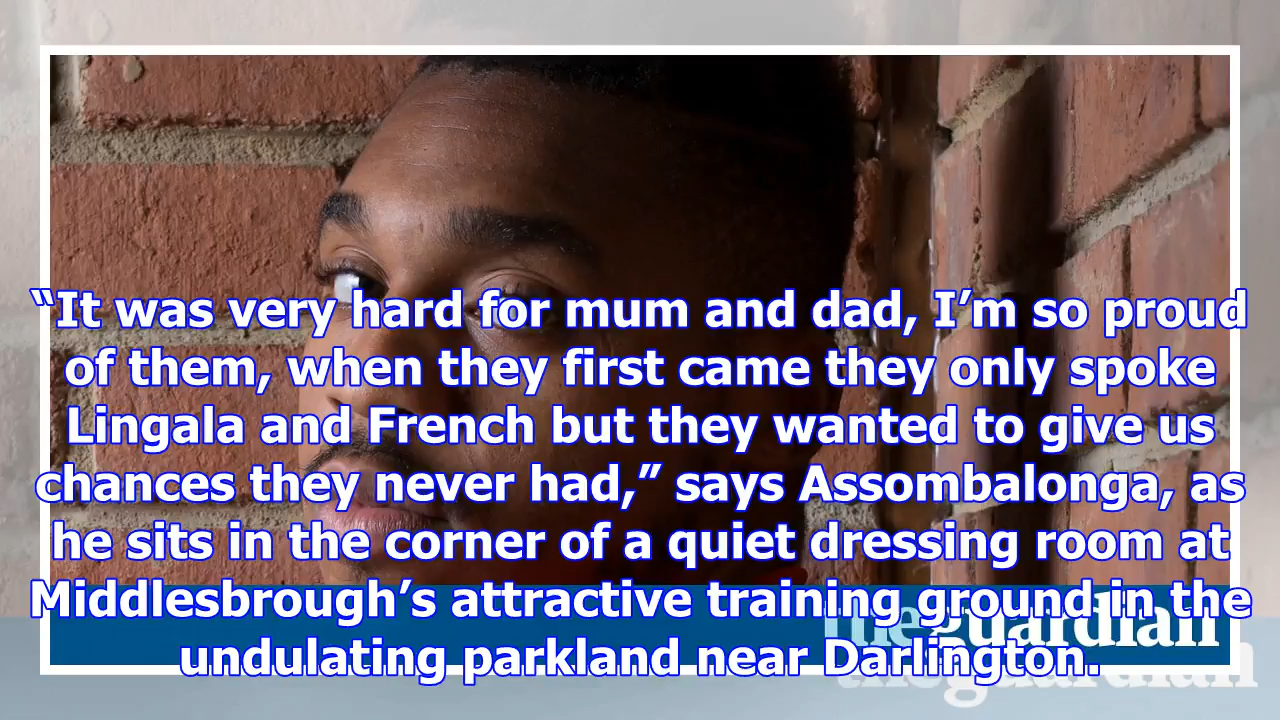 “It was very hard for mum and dad, I’m so proud
of them, when they first came they only spoke
Lingala and French but they wanted to give us
chances they never had,” says Assombalonga, as
he sits in the corner of a quiet dressing room at
Middlesbrough’s attractive training ground in the
undulating parkland near Darlington.
theguardian
theguardian